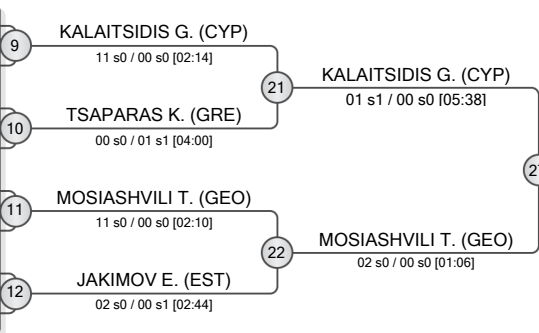 9
KALAITSIDIS G. (CYP)
11 s0 / 00 s0 [02:14]
10
TSAPARAS K. (GRE)
00 s0 / 01 s1 [04:00]
21
KALAITSIDIS G. (CYP)
01 s1 / 00 s0 [05:38]
11
MOSIASHVILI T. (GEO)
11 s0 / 00 s0 [02:10]
12
JAKIMOV E. (EST)
02 s0 / 00 s1 [02:44]
22
MOSIASHVILI T. (GEO)
02 s0 / 00 s0 [01:06]